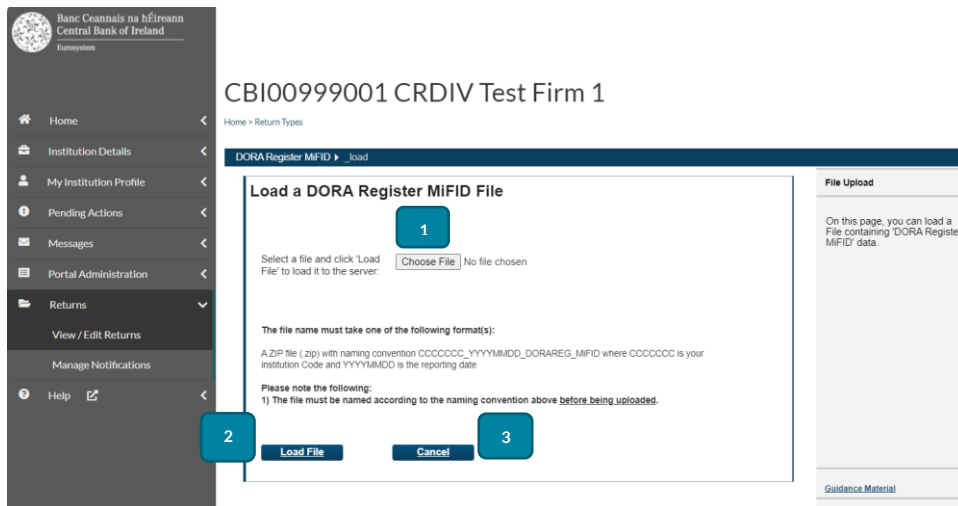 Banc Ceannais na hÉireann
Central Bank of Ireland
Eurosystem
Home
Institution Details
My Institution Profile
Pending Actions
Messages
Portal Administration
Returns
View / Edit Returns
Manage Notifications
Help
CBI00999001 CRDIV Test Firm 1
Home > Return Types
DORA Register MiFID _load
Load a DORA Register MiFID File
1
Select a file and click 'Load
File' to load it to the server:
Choose File No file chosen
The file name must take one of the following format(s):
A ZIP file (.zip) with naming convention CCCCCCC_YYYYMMDD_DORAREG_MiFID where CCCCCCC is your
institution Code and YYYYMMDD is the reporting date
Please note the following:
1) The file must be named according to the naming convention above before being uploaded.
2
Load File
Cancel
3
File Upload
On this page, you can load a
File containing 'DORA Registe
MiFID' data.
Guidance Material